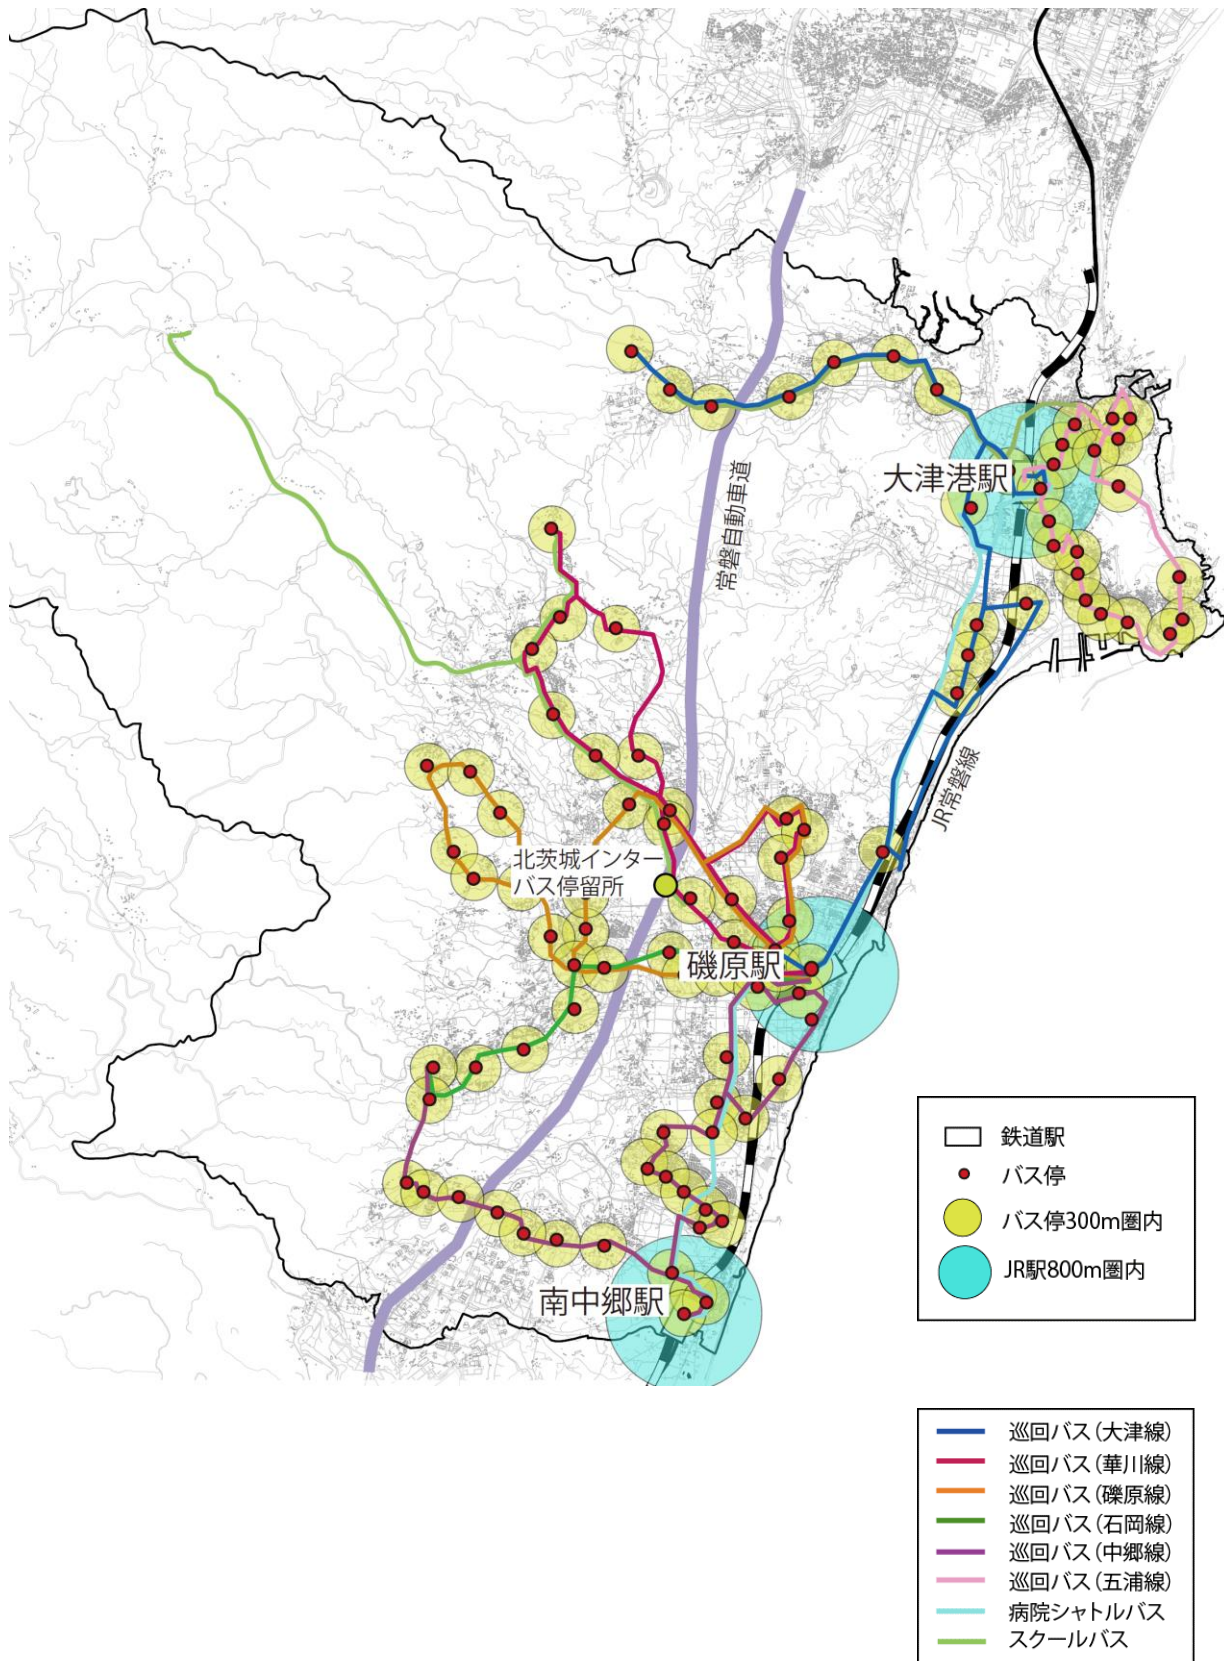 大津港駅
常磐自動車道
JR常磐線
北茨城インター
バス停留所
磯原駅
南中郷駅
鉄道駅
バス停
バス停300m圏内
JR駅800m圏内
巡回バス（大津線）
巡回バス（華川線）
巡回バス（磯原線）
巡回バス（石岡線）
巡回バス（中郷線）
巡回バス（五浦線）
病院シャトルバス
スクールバス